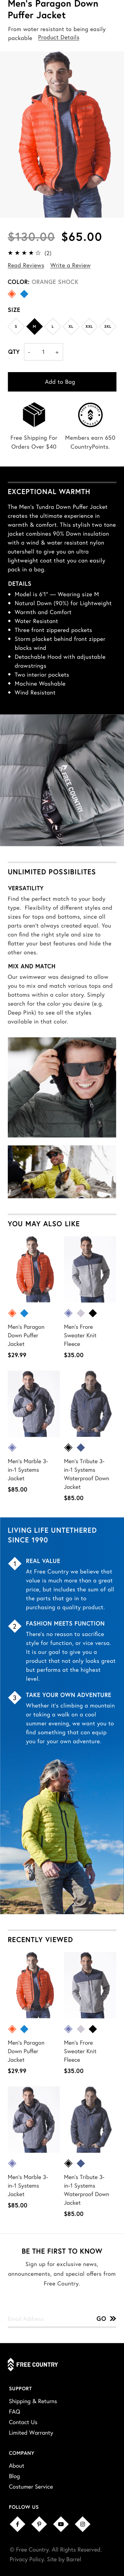 Men's Paragon Down
Puffer Jacket
From water resistant to being easily
packable Product Details
$130.00 $65.00
(2)
Read Reviews Write a Review
COLOR: ORANGE SHOCK
SIZE
S M L XL XXL 3XL
QTY - 1 +
Add to Bag
Free Shipping For
Orders Over $40
Members earn 650
CountryPoints.
EXCEPTIONAL WARMTH
The Men's Tundra Down Puffer Jacket
creates the ultimate experience in
warmth & comfort. This stylish two tone
jacket combines 90% Down insulation
with a wind & water resistant nylon
outershell to give you an ultra
lightweight coat that you can easily
pack in a bag.
DETAILS
Model is 6'1" — Wearing size M
Natural Down (90%) for Lightweight
Warmth and Comfort
Water Resistant
Three front zippered pockets
Storm placket behind front zipper
blocks wind
Detachable Hood with adjustable
drawstrings
Two interior pockets
Machine Washable
Wind Resistant
FREE COUNTRY
UNLIMITED POSSIBILITIES
VERSATILITY
Find the perfect match to your body
type. Flexibility of different styles and
sizes for tops and bottoms, since all
parts aren't always created equal. You
can find the right style and size to
flatter your best features and hide the
other ones.
MIX AND MATCH
Our swimwear was designed to allow
you to mix and match various tops and
bottoms within a color story. Simply
search for the color you desire (e.g.
Deep Pink) to see all the styles
available in that color.
YOU MAY ALSO LIKE
Men's Paragon
Down Puffer
Jacket
$29.99
Men's Frore
Sweater Knit
Fleece
$35.00
Men's Marble 3-
in-1 Systems
Jacket
$85.00
Men's Tribute 3-
in-1 Systems
Waterproof Down
Jacket
$85.00
LIVING LIFE UNTETHERED
SINCE 1990
1 REAL VALUE
At Free Country we believe that
value is much more than a great
price, but includes the sum of all
the parts that go in to
purchasing a quality product.
2 FASHION MEETS FUNCTION
There's no reason to sacrifice
style for function, or vice versa.
It is our goal to give you a
product that not only looks great
but performs at the highest
level.
3 TAKE YOUR OWN ADVENTURE
Whether it's climbing a mountain
or taking a walk on a cool
summer evening, we want you to
find something that can equip
you for your own adventure.
RECENTLY VIEWED
Men's Paragon
Down Puffer
Jacket
$29.99
Men's Frore
Sweater Knit
Fleece
$35.00
Men's Marble 3-
in-1 Systems
Jacket
$85.00
Men's Tribute 3-
in-1 Systems
Waterproof Down
Jacket
$85.00
BE THE FIRST TO KNOW
Sign up for exclusive news,
announcements, and special offers from
Free Country.
Email Address GO
FREE COUNTRY
SUPPORT
Shipping & Returns
FAQ
Contact Us
Limited Warranty
COMPANY
About
Blog
Costumer Service
FOLLOW US
© Free Country. All Rights Reserved.
Privacy Policy. Site by Barrel